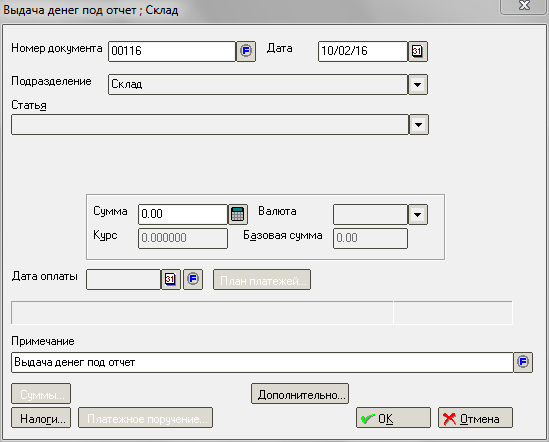 Выдача денег под отчет ; Склад
Номер документа 00116 F Дата 10/02/16 31
Подразделение Склад
Статья
Сумма 0.00 Валюта
Курс 0.000000 Базовая сумма 0.00
Дата оплаты 31 F План платежей...
Примечание
Выдача денег под отчет F
Суммы... Дополнительно...
Налоги... Платежное поручение... OK Отмена